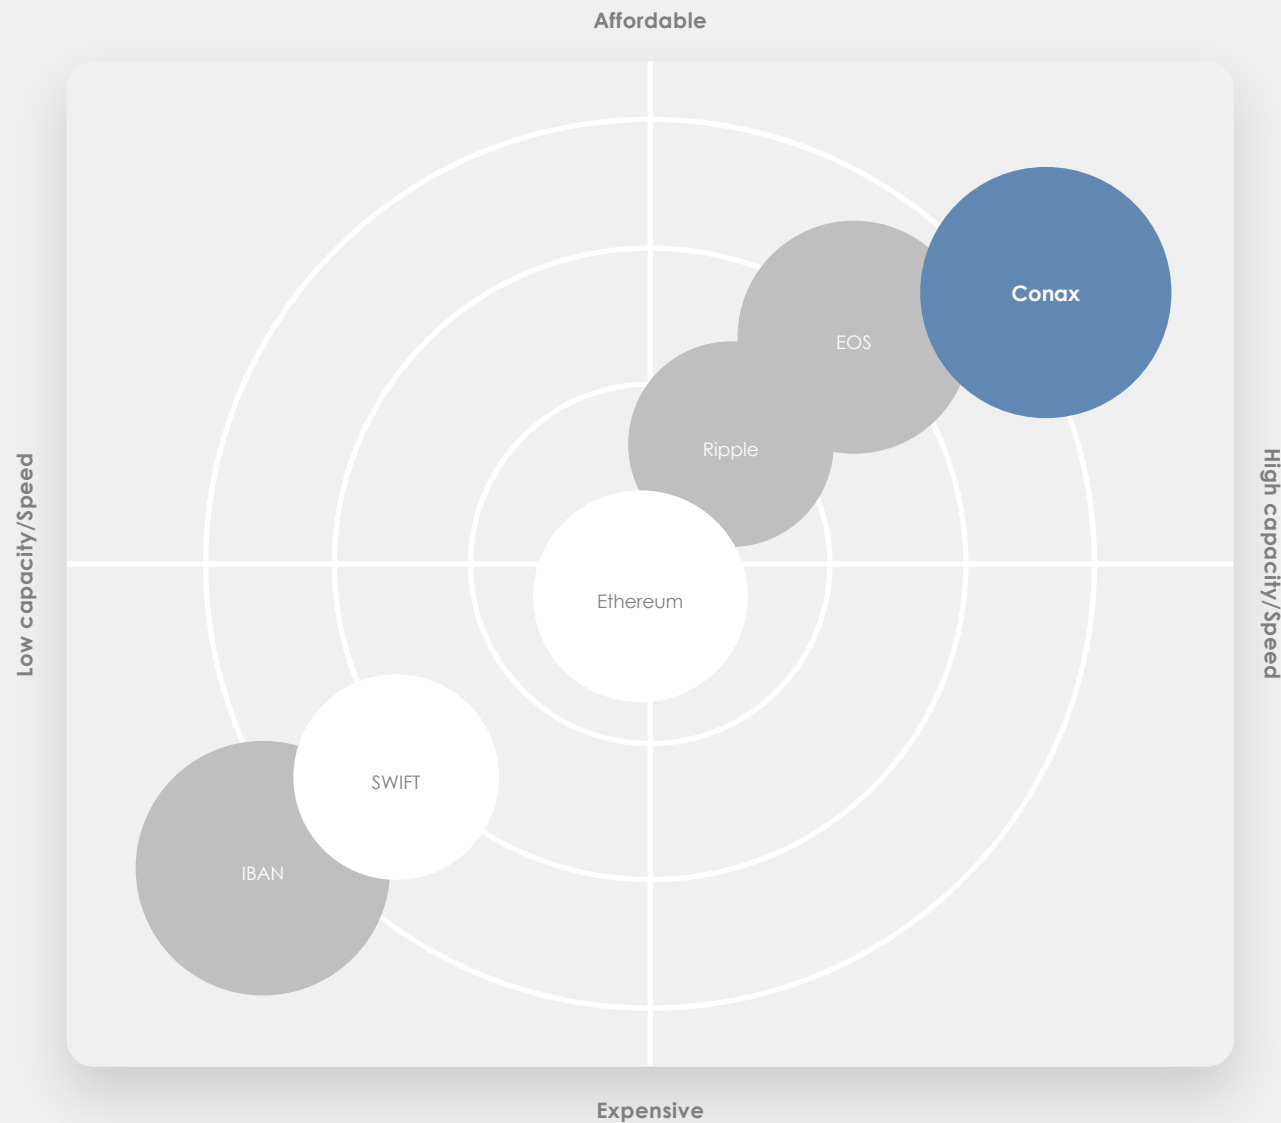 Affordable
Conax
EOS
Ripple
Low capacity/Speed
High capacity/Speed
Ethereum
SWIFT
IBAN
Expensive